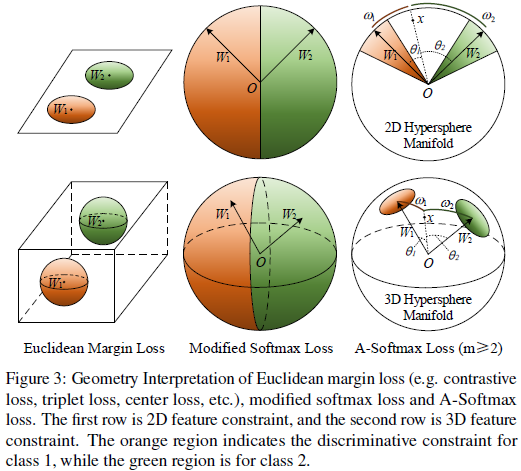 W₁
W₂
O
ω₁
x
ω₂
θ₁
θ₂
W₁
W₂
O
2D Hypersphere
Manifold
W₂
W₁
W₁
W₂
O
ω₁
ω₂
x
W₁
W₂
θ₁
θ₂
O
3D Hypersphere
Manifold
W₂
W₁
Euclidean Margin Loss
Modified Softmax Loss
A-Softmax Loss (m≥2)
Figure 3: Geometry Interpretation of Euclidean margin loss (e.g. contrastive
loss, triplet loss, center loss, etc.), modified softmax loss and A-Softmax
loss. The first row is 2D feature constraint, and the second row is 3D feature
constraint. The orange region indicates the discriminative constraint for
class 1, while the green region is for class 2.